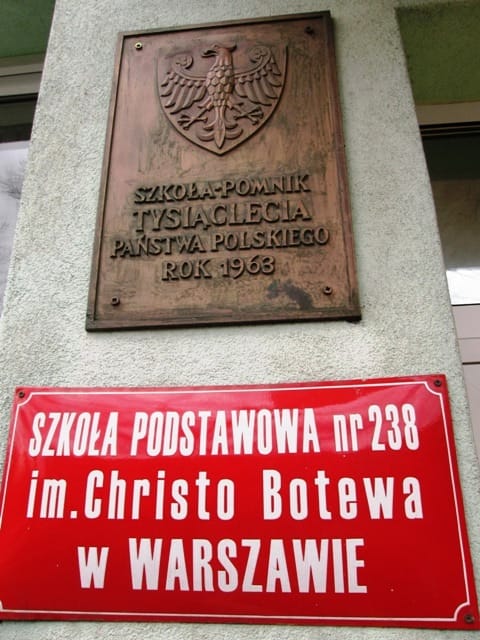 SZKOŁA-POMNIK
TYSIĄCLECIA
PAŃSTWA POLSKIEGO
ROK 1963
SZKOŁA PODSTAWOWA nr 238
im. Christo Botewa
w WARSZAWIE